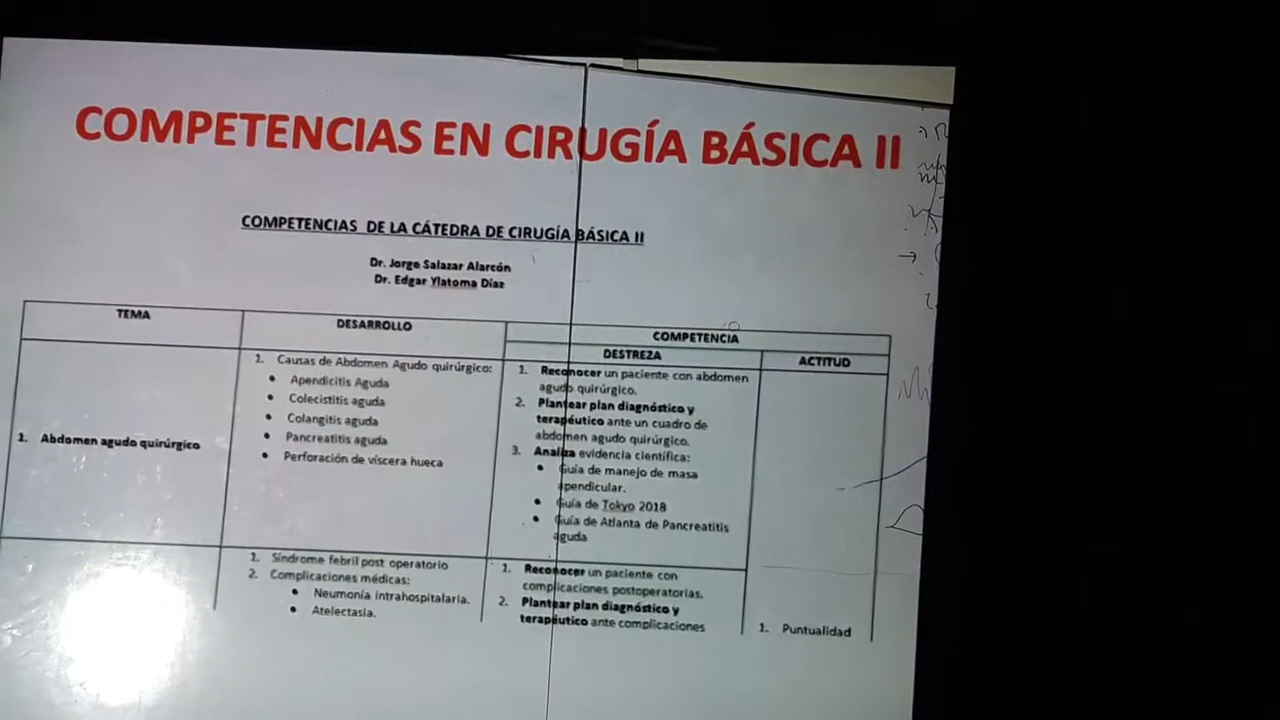 COMPETENCIAS EN CIRUGÍA BÁSICA II
COMPETENCIAS DE LA CÁTEDRA DE CIRUGÍA BÁSICA II
Dr. Jorge Salazar Alarcón
Dr. Edgar Ylatoma Díaz
TEMA
DESARROLLO
COMPETENCIA
DESTREZA
ACTITUD
1. Abdomen agudo quirúrgico
1. Causas de Abdomen Agudo quirúrgico:
• Apendicitis Aguda
• Colecistitis aguda
• Colangitis aguda
• Pancreatitis aguda
• Perforación de víscera hueca
1. Reconocer un paciente con abdomen
agudo quirúrgico.
2. Plantear plan diagnóstico y
terapéutico ante un cuadro de
abdomen agudo quirúrgico.
3. Analiza evidencia científica:
• Guía de manejo de masa
apendicular.
• Guía de Tokyo 2018
• Guía de Atlanta de Pancreatitis
aguda
1. Síndrome febril post operatorio
2. Complicaciones médicas:
• Neumonía intrahospitalaria.
• Atelectasia.
1. Reconocer un paciente con
complicaciones postoperatorias.
2. Plantear plan diagnóstico y
terapéutico ante complicaciones
1. Puntualidad